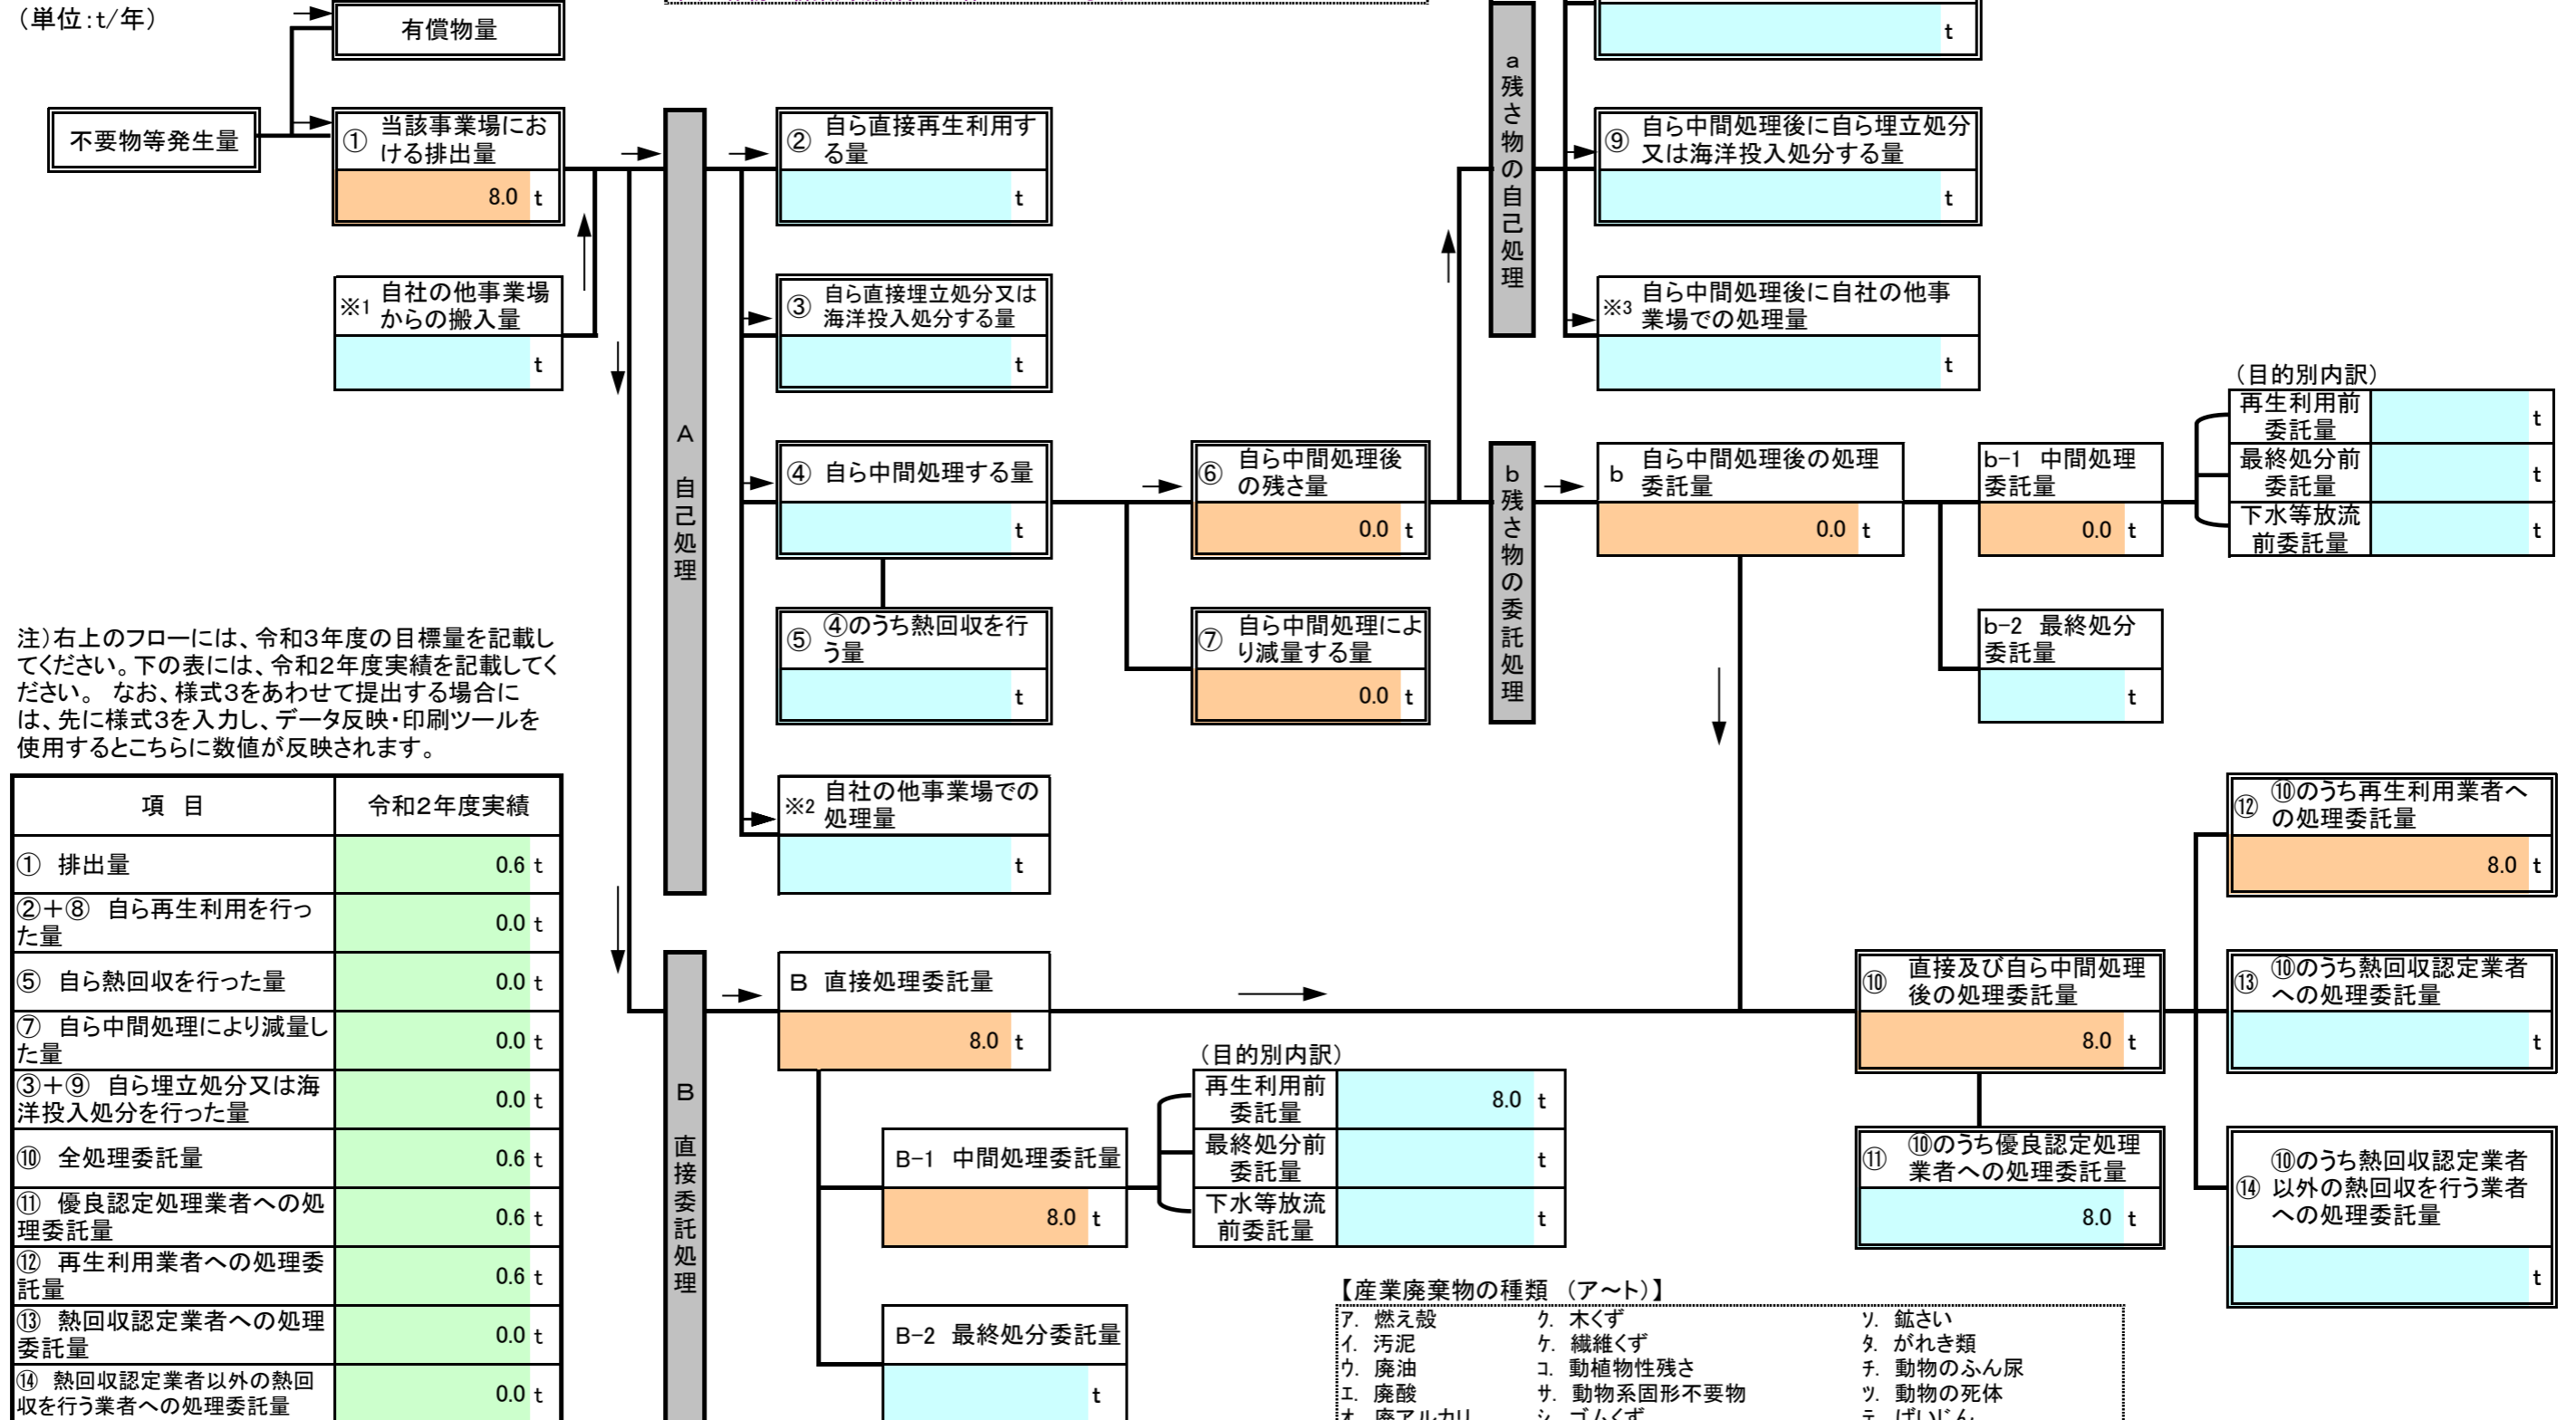 （単位：t/年）
有償物量
不要物等発生量
① 当該事業場にお
ける排出量
8.0 t
※1 自社の他事業場
からの搬入量
t
A 自己処理
② 自ら直接再生利用す
る量
t
③ 自ら直接埋立処分又は
海洋投入処分する量
t
④ 自ら中間処理する量
t
⑤ ④のうち熱回収を行
う量
t
※2 自社の他事業場での
処理量
t
⑥ 自ら中間処理後
の残さ量
0.0 t
⑦ 自ら中間処理によ
り減量する量
0.0 t
a 残さ物の自己処理
t
⑨ 自ら中間処理後に自ら埋立処分
又は海洋投入処分する量
t
※3 自ら中間処理後に自社の他事
業場での処理量
t
b 残さ物の委託処理
b 自ら中間処理後の処理
委託量
0.0 t
b-1 中間処理
委託量
0.0 t
（目的別内訳）
再生利用前
委託量
t
最終処分前
委託量
t
下水等放流
前委託量
t
b-2 最終処分
委託量
t
注）右上のフローには、令和３年度の目標量を記載し
てください。下の表には、令和２年度実績を記載してく
ださい。 なお、様式３をあわせて提出する場合に
は、先に様式３を入力し、データ反映・印刷ツールを
使用するとこちらに数値が反映されます。
項 目 令和２年度実績
① 排出量 0.6 t
②＋⑧ 自ら再生利用を行っ
た量
0.0 t
⑤ 自ら熱回収を行った量 0.0 t
⑦ 自ら中間処理により減量し
た量
0.0 t
③＋⑨ 自ら埋立処分又は海
洋投入処分を行った量
0.0 t
⑩ 全処理委託量 0.6 t
⑪ 優良認定処理業者への処
理委託量
0.6 t
⑫ 再生利用業者への処理委
託量
0.6 t
⑬ 熱回収認定業者への処理
委託量
0.0 t
⑭ 熱回収認定業者以外の熱回
収を行う業者への処理委託量
0.0 t
B 直接委託処理
B 直接処理委託量
8.0 t
B-1 中間処理委託量
8.0 t
（目的別内訳）
再生利用前
委託量
8.0 t
最終処分前
委託量
t
下水等放流
前委託量
t
B-2 最終処分委託量
t
⑩ 直接及び自ら中間処理
後の処理委託量
8.0 t
⑪ ⑩のうち優良認定処理
業者への処理委託量
8.0 t
⑫ ⑩のうち再生利用業者へ
の処理委託量
8.0 t
⑬ ⑩のうち熱回収認定業者
への処理委託量
t
⑭ ⑩のうち熱回収認定業者
以外の熱回収を行う業者
への処理委託量
t
【産業廃棄物の種類 （ア～ト）】
ｱ. 燃え殻 ｸ. 木くず ｿ. 鉱さい
ｲ. 汚泥 ｹ. 繊維くず ﾀ. がれき類
ｳ. 廃油 ｺ. 動植物性残さ ﾁ. 動物のふん尿
ｴ. 廃酸 ｻ. 動物系固形不要物 ﾂ. 動物の死体
ｵ. 廃アルカリ ｼ. ゴムくず ﾃ. ばいじん